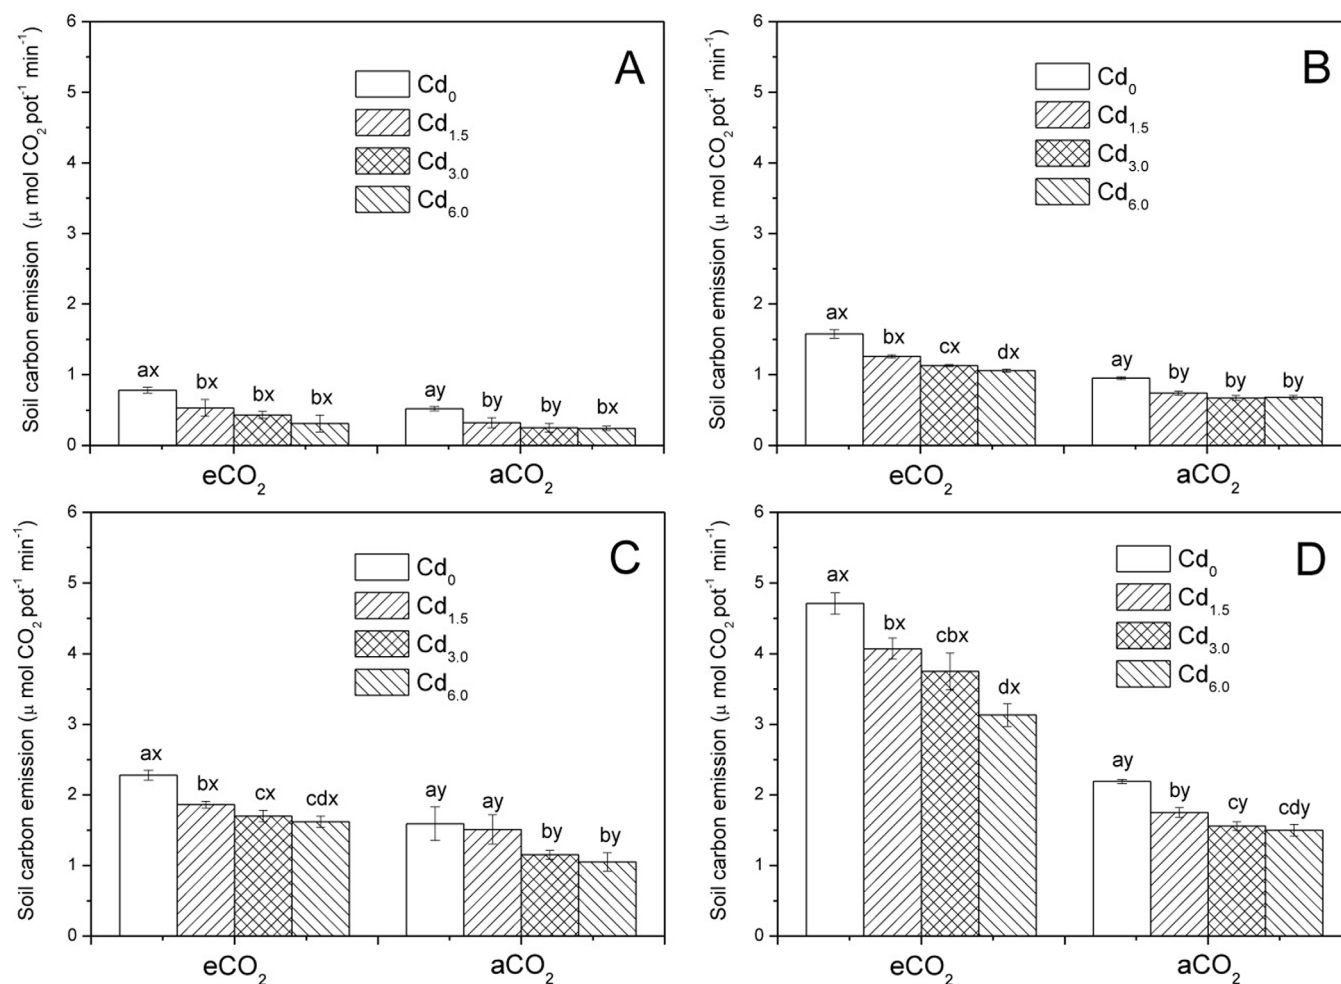 Soil carbon emission (μ mol CO₂ pot⁻¹ min⁻¹)
6
5
4
3
2
1
0
A
Cd₀
Cd₁.₅
Cd₃.₀
Cd₆.₀
ax
bx
bx
bx
ay
by
by
bx
eCO₂
aCO₂
Soil carbon emission (μ mol CO₂ pot⁻¹ min⁻¹)
6
5
4
3
2
1
0
B
Cd₀
Cd₁.₅
Cd₃.₀
Cd₆.₀
ax
bx
cx
dx
ay
by
by
by
eCO₂
aCO₂
Soil carbon emission (μ mol CO₂ pot⁻¹ min⁻¹)
6
5
4
3
2
1
0
C
Cd₀
Cd₁.₅
Cd₃.₀
Cd₆.₀
ax
bx
cx
cdx
ay
ay
by
by
eCO₂
aCO₂
Soil carbon emission (μ mol CO₂ pot⁻¹ min⁻¹)
6
5
4
3
2
1
0
D
Cd₀
Cd₁.₅
Cd₃.₀
Cd₆.₀
ax
bx
cbx
dx
ay
by
cy
cdy
eCO₂
aCO₂